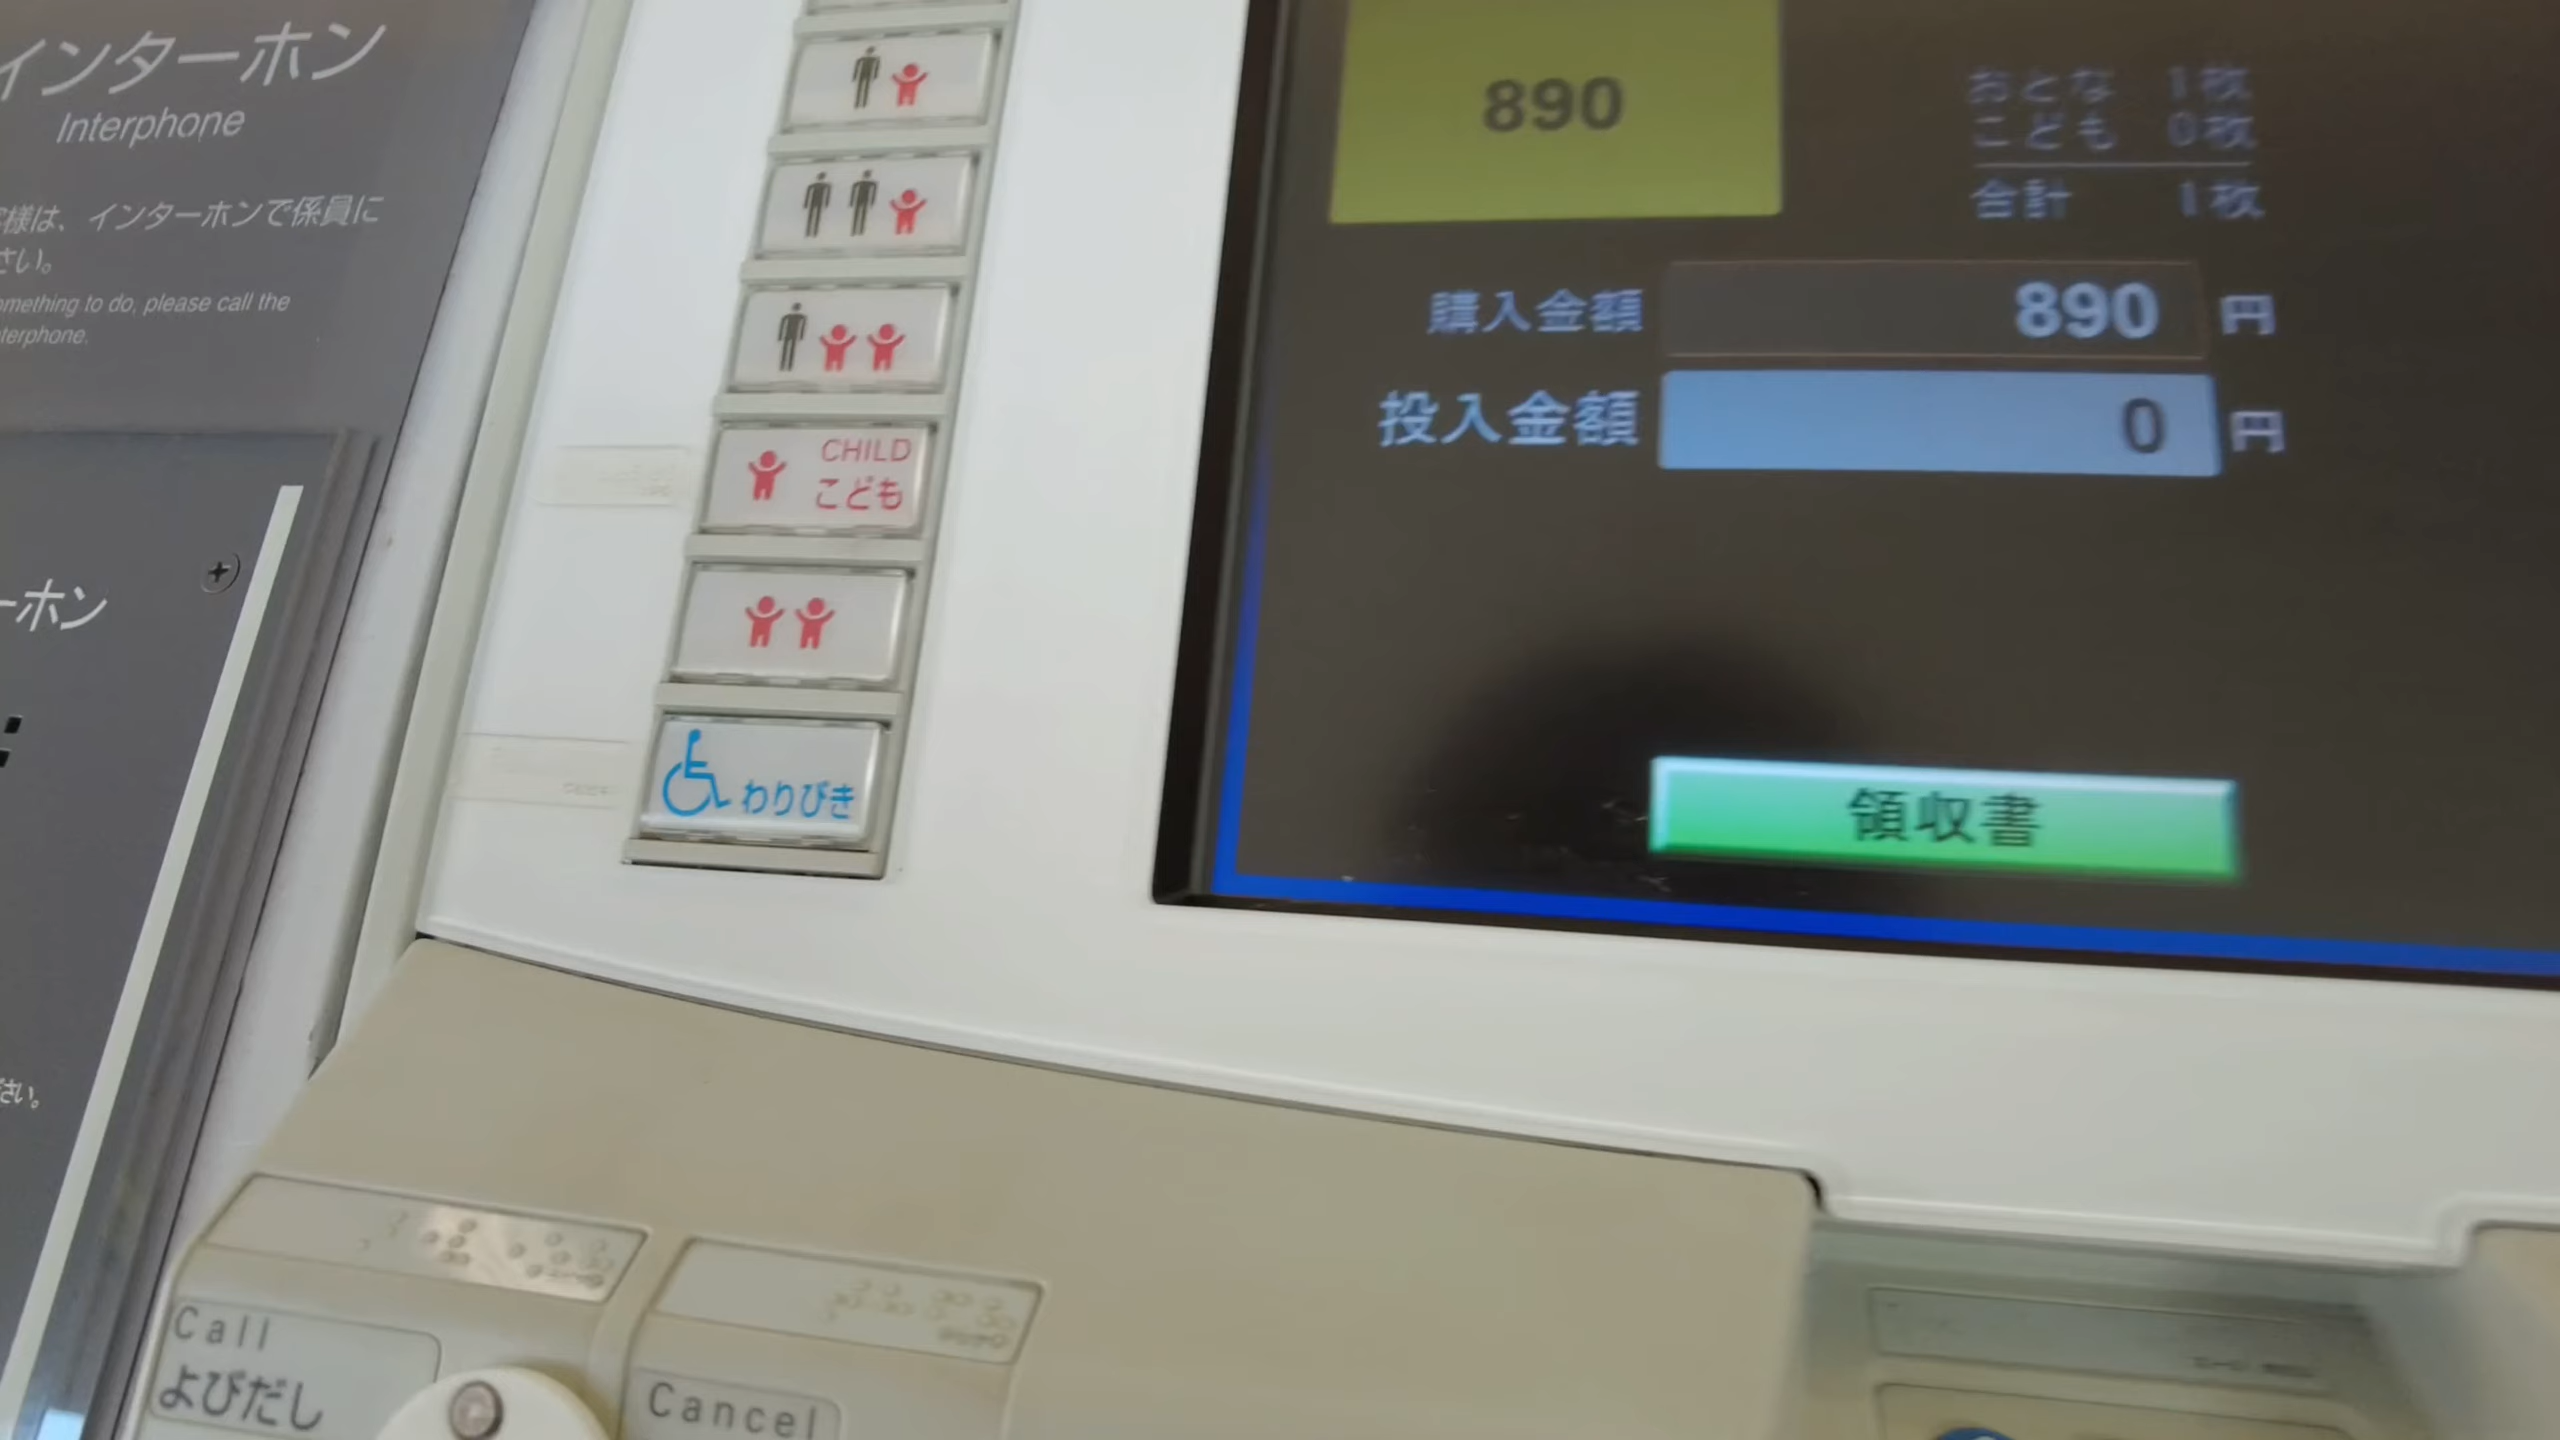 インターホン
Interphone
様は、インターホンで係員に
さい。
omething to do, please call the
terphone.
ーホン
さい。
CHILD
こども
わりびき
890
おとな 1枚
こども 0枚
合計 1枚
購入金額 890 円
投入金額 0 円
領収書
Call
よびだし
Cancel